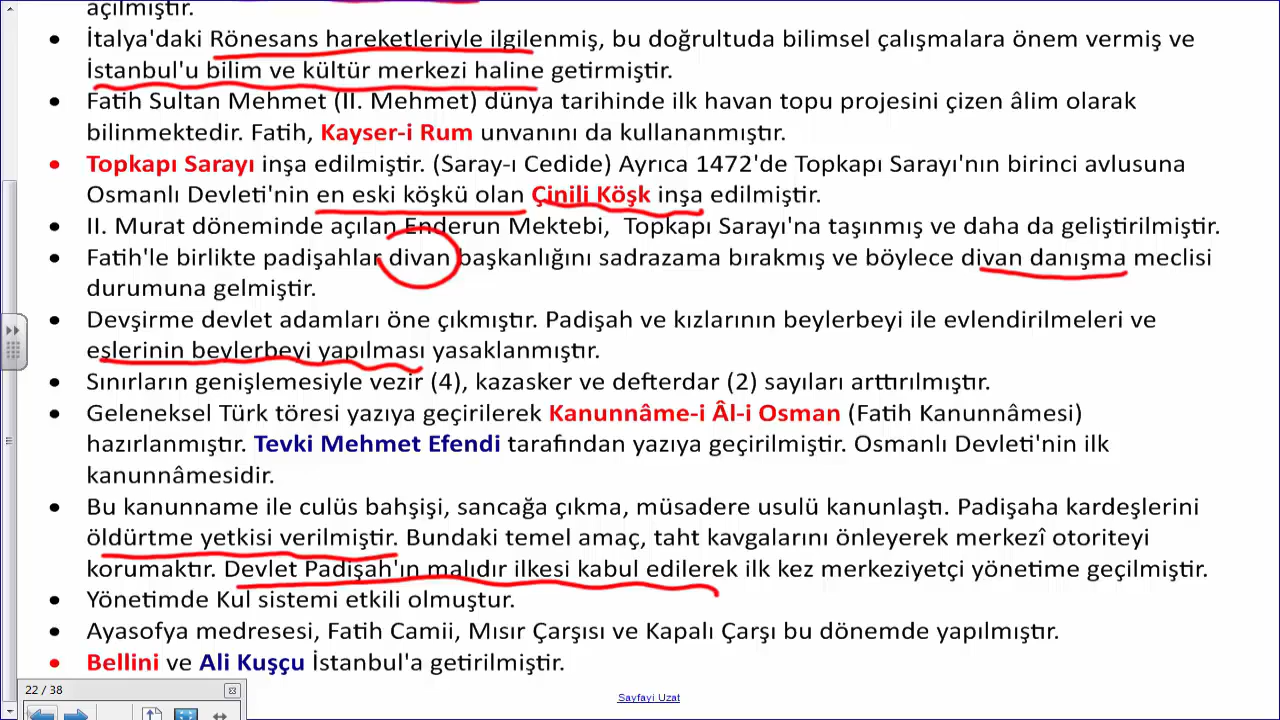 açılmıştır.
• İtalya'daki Rönesans hareketleriyle ilgilenmiş, bu doğrultuda bilimsel çalışmalara önem vermiş ve
İstanbul'u bilim ve kültür merkezi haline getirmiştir.
• Fatih Sultan Mehmet (II. Mehmet) dünya tarihinde ilk havan topu projesini çizen âlim olarak
bilinmektedir. Fatih, Kayser-i Rum unvanını da kullananmıştır.
• Topkapı Sarayı inşa edilmiştir. (Saray-ı Cedide) Ayrıca 1472'de Topkapı Sarayı'nın birinci avlusuna
Osmanlı Devleti'nin en eski köşkü olan Çinili Köşk inşa edilmiştir.
• II. Murat döneminde açılan Enderun Mektebi, Topkapı Sarayı'na taşınmış ve daha da geliştirilmiştir.
• Fatih'le birlikte padişahlar divan başkanlığını sadrazama bırakmış ve böylece divan danışma meclisi
durumuna gelmiştir.
• Devşirme devlet adamları öne çıkmıştır. Padişah ve kızlarının beylerbeyi ile evlendirilmeleri ve
eşlerinin beylerbeyi yapılması yasaklanmıştır.
• Sınırların genişlemesiyle vezir (4), kazasker ve defterdar (2) sayıları arttırılmıştır.
• Geleneksel Türk töresi yazıya geçirilerek Kanunnâme-i Âl-i Osman (Fatih Kanunnâmesi)
hazırlanmıştır. Tevki Mehmet Efendi tarafından yazıya geçirilmiştir. Osmanlı Devleti'nin ilk
kanunnâmesidir.
• Bu kanunname ile culüs bahşişi, sancağa çıkma, müsadere usulü kanunlaştı. Padişaha kardeşlerini
öldürtme yetkisi verilmiştir. Bundaki temel amaç, taht kavgalarını önleyerek merkezî otoriteyi
korumaktır. Devlet Padişah'ın malıdır ilkesi kabul edilerek ilk kez merkeziyetçi yönetime geçilmiştir.
• Yönetimde Kul sistemi etkili olmuştur.
• Ayasofya medresesi, Fatih Camii, Mısır Çarşısı ve Kapalı Çarşı bu dönemde yapılmıştır.
• Bellini ve Ali Kuşçu İstanbul'a getirilmiştir.
22 / 38
Sayfayi Uzat